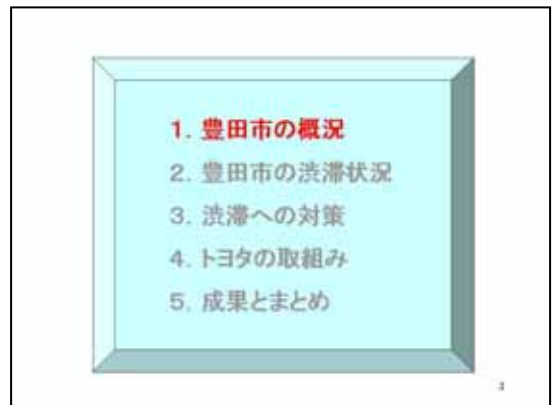 1. 豊田市の概況
2. 豊田市の渋滞状況
3. 渋滞への対策
4. トヨタの取組み
5. 成果とまとめ